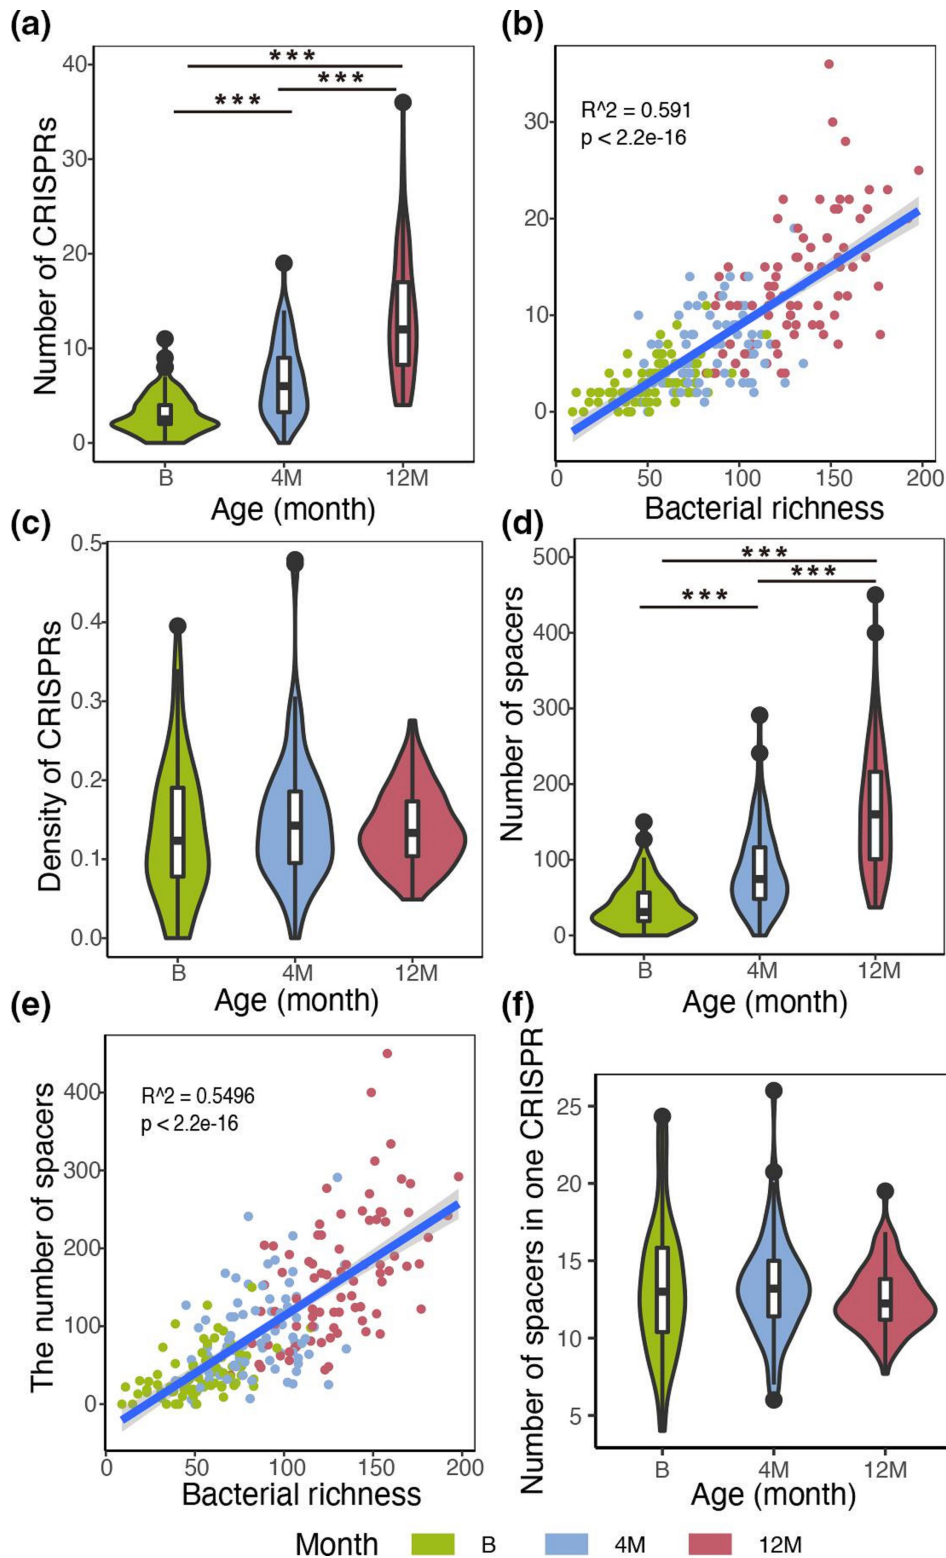 (a)
Number of CRISPRs
40
30
20
10
0
***
***
***
B 4M 12M
Age (month)
(b)
R^2 = 0.591
p < 2.2e-16
30
20
10
0
0 50 100 150 200
Bacterial richness
(c)
Density of CRISPRs
0.5
0.4
0.3
0.2
0.1
0.0
B 4M 12M
Age (month)
(d)
Number of spacers
500
400
300
200
100
0
***
***
***
B 4M 12M
Age (month)
(e)
The number of spacers
R^2 = 0.5496
p < 2.2e-16
400
300
200
100
0
0 50 100 150 200
Bacterial richness
(f)
Number of spacers in one CRISPR
25
20
15
10
5
B 4M 12M
Age (month)
Month B 4M 12M